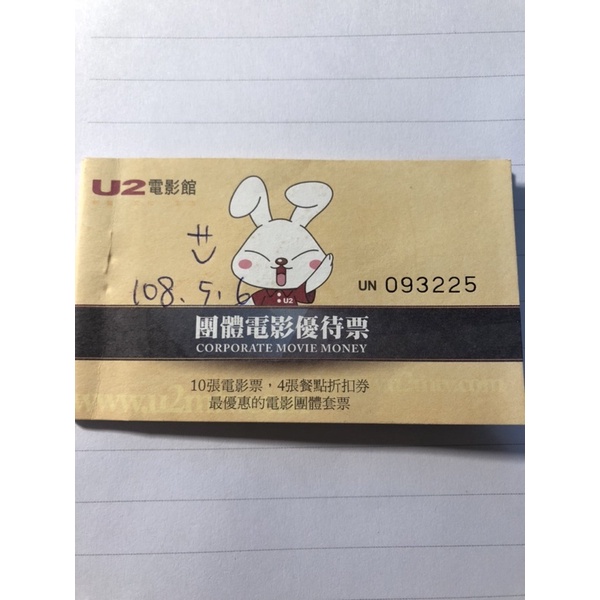 U2電影館
108.5.6
U2
UN 093225
團體電影優待票
CORPORATE MOVIE MONEY
10張電影票，4張餐點折扣券
最優惠的電影團體套票